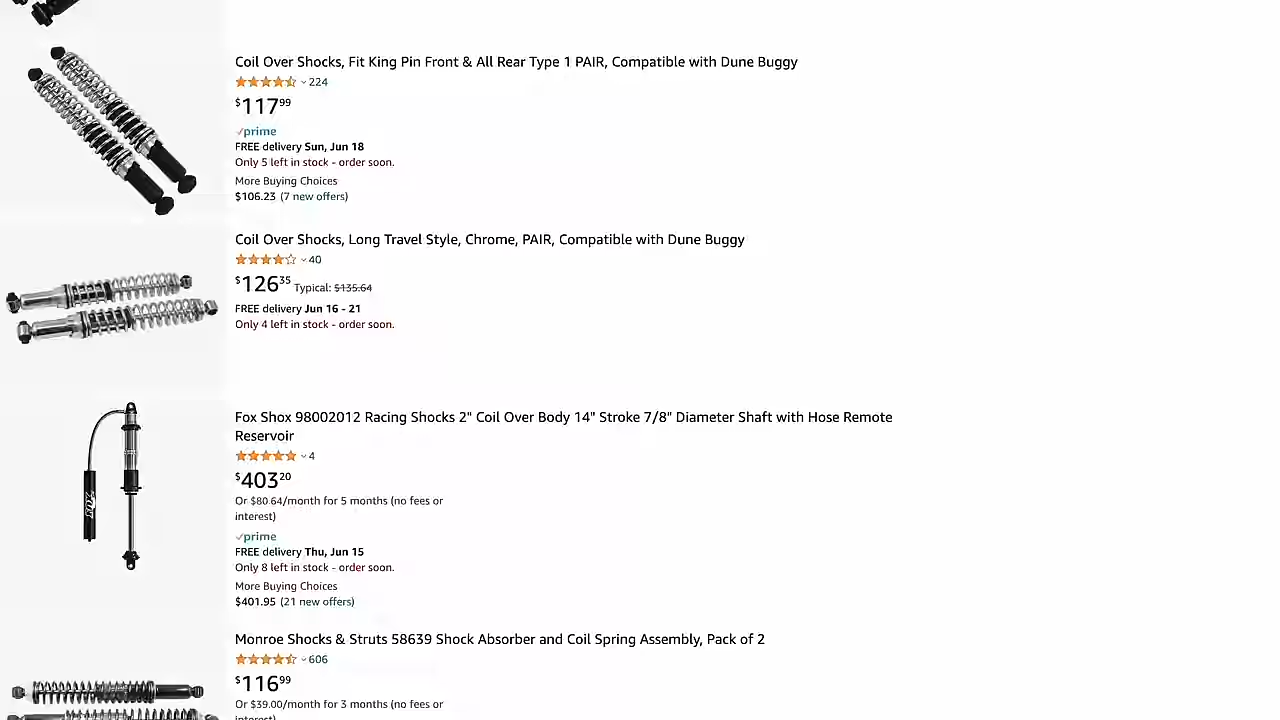 Coil Over Shocks, Fit King Pin Front & All Rear Type 1 PAIR, Compatible with Dune Buggy
224
$117.99
prime
FREE delivery Sun, Jun 18
Only 5 left in stock - order soon.
More Buying Choices
$106.23 (7 new offers)
Coil Over Shocks, Long Travel Style, Chrome, PAIR, Compatible with Dune Buggy
40
$126.35 Typical: $135.64
FREE delivery Jun 16 - 21
Only 4 left in stock - order soon.
Fox Shox 98002012 Racing Shocks 2" Coil Over Body 14" Stroke 7/8" Diameter Shaft with Hose Remote
Reservoir
4
$403.20
Or $80.64/month for 5 months (no fees or
interest)
prime
FREE delivery Thu, Jun 15
Only 8 left in stock - order soon.
More Buying Choices
$401.95 (21 new offers)
FOX
Monroe Shocks & Struts 58639 Shock Absorber and Coil Spring Assembly, Pack of 2
606
$116.99
Or $39.00/month for 3 months (no fees or
interest)